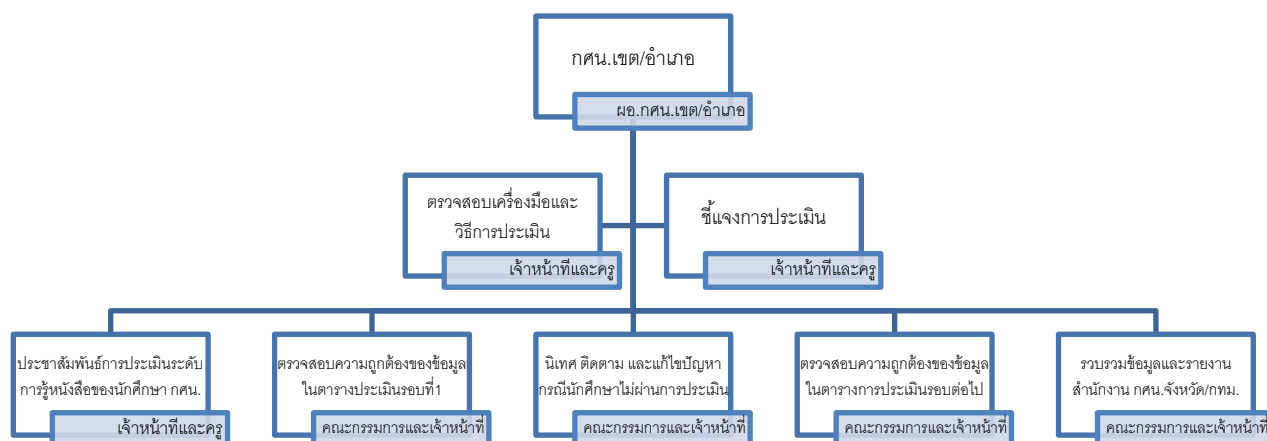 กศน.เขต/อำเภอ
ผอ.กศน.เขต/อำเภอ
ตรวจสอบเครื่องมือและ
วิธีการประเมิน
เจ้าหน้าที่และครู
ชี้แจงการประเมิน
เจ้าหน้าที่และครู
ประชาสัมพันธ์การประเมินระดับ
การรู้หนังสือของนักศึกษา กศน.
เจ้าหน้าที่และครู
ตรวจสอบความถูกต้องของข้อมูล
ในตารางประเมินรอบที่1
คณะกรรมการและเจ้าหน้าที่
นิเทศ ติดตาม และแก้ไขปัญหา
กรณีนักศึกษาไม่ผ่านการประเมิน
คณะกรรมการและเจ้าหน้าที่
ตรวจสอบความถูกต้องของข้อมูล
ในตารางการประเมินรอบต่อไป
คณะกรรมการและเจ้าหน้าที่
รวบรวมข้อมูลและรายงาน
สำนักงาน กศน.จังหวัด/กทม.
คณะกรรมการและเจ้าหน้าที่